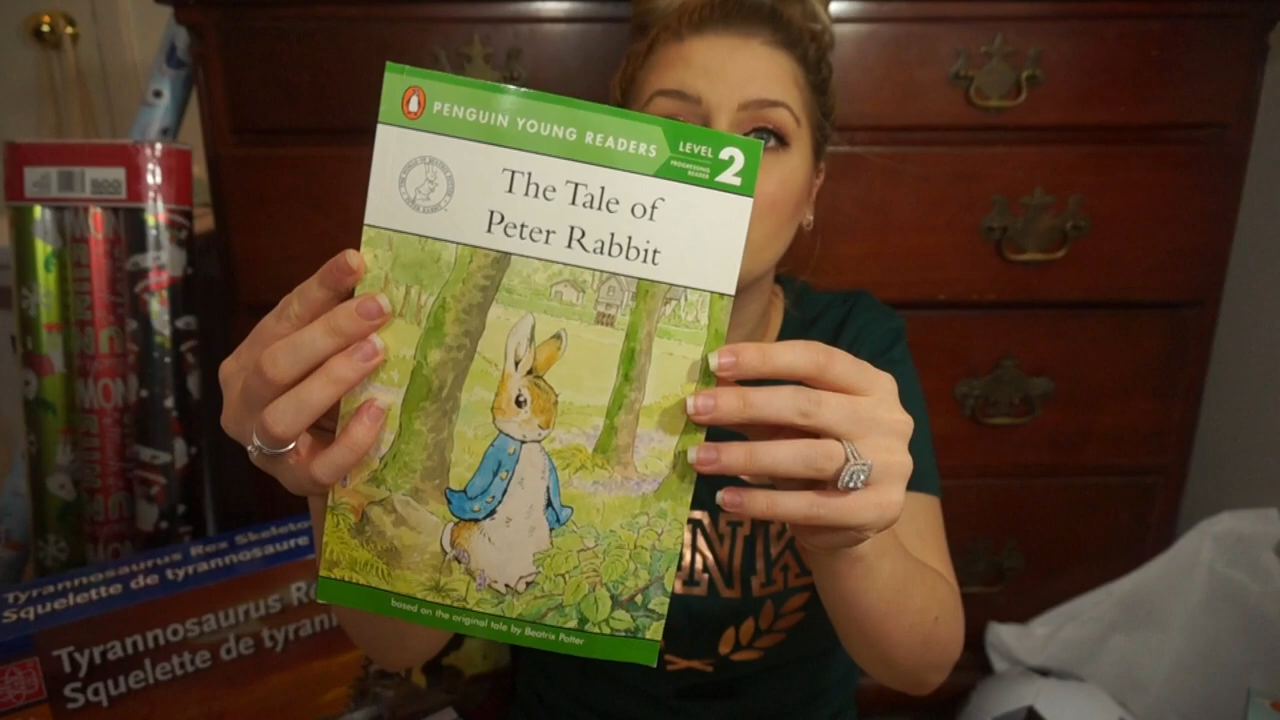 PENGUIN YOUNG READERS
LEVEL 2
PROGRESSING
READER
The Tale of
Peter Rabbit
based on the original tale by Beatrix Potter
NK
Tyrannosaurus Rex Skeleton
Squelette de tyrannosaure
Tyrannosaurus R
Squelette de tyran